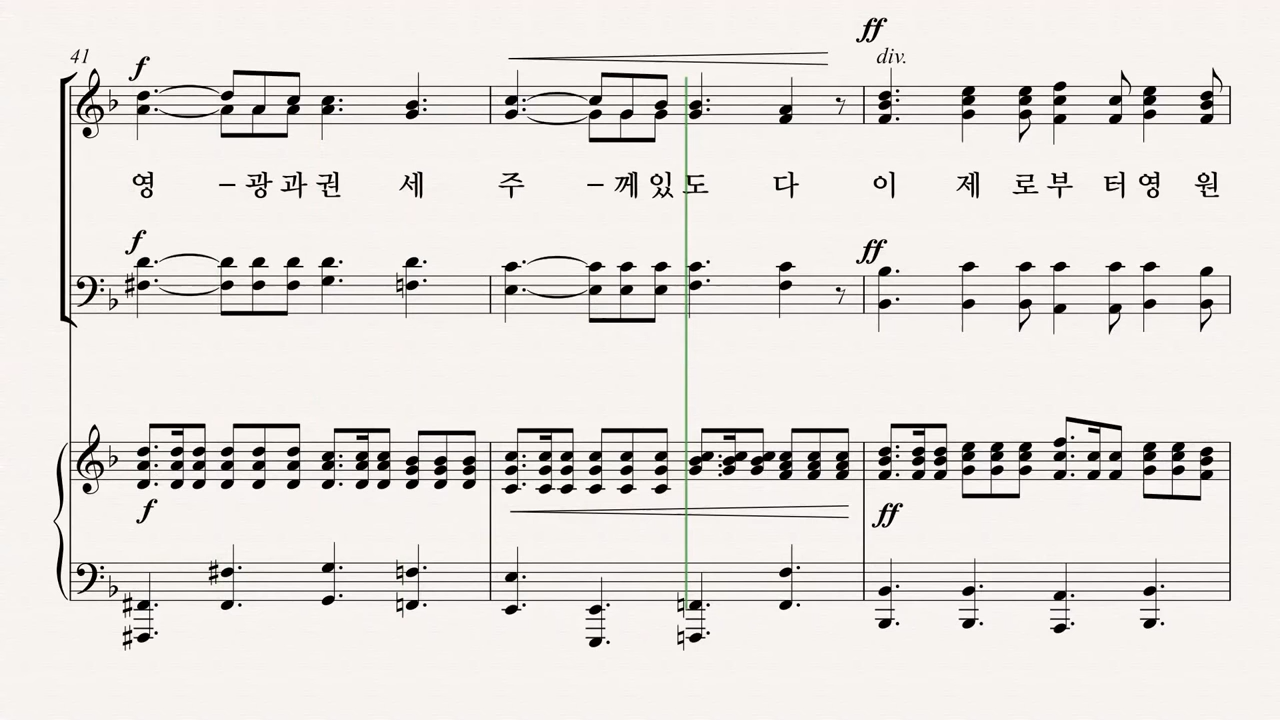 ff
41
f
div.
영 – 광 과 권 세 주 – 께 있 도 다 이 제 로 부 터 영 원
f
ff
f
ff